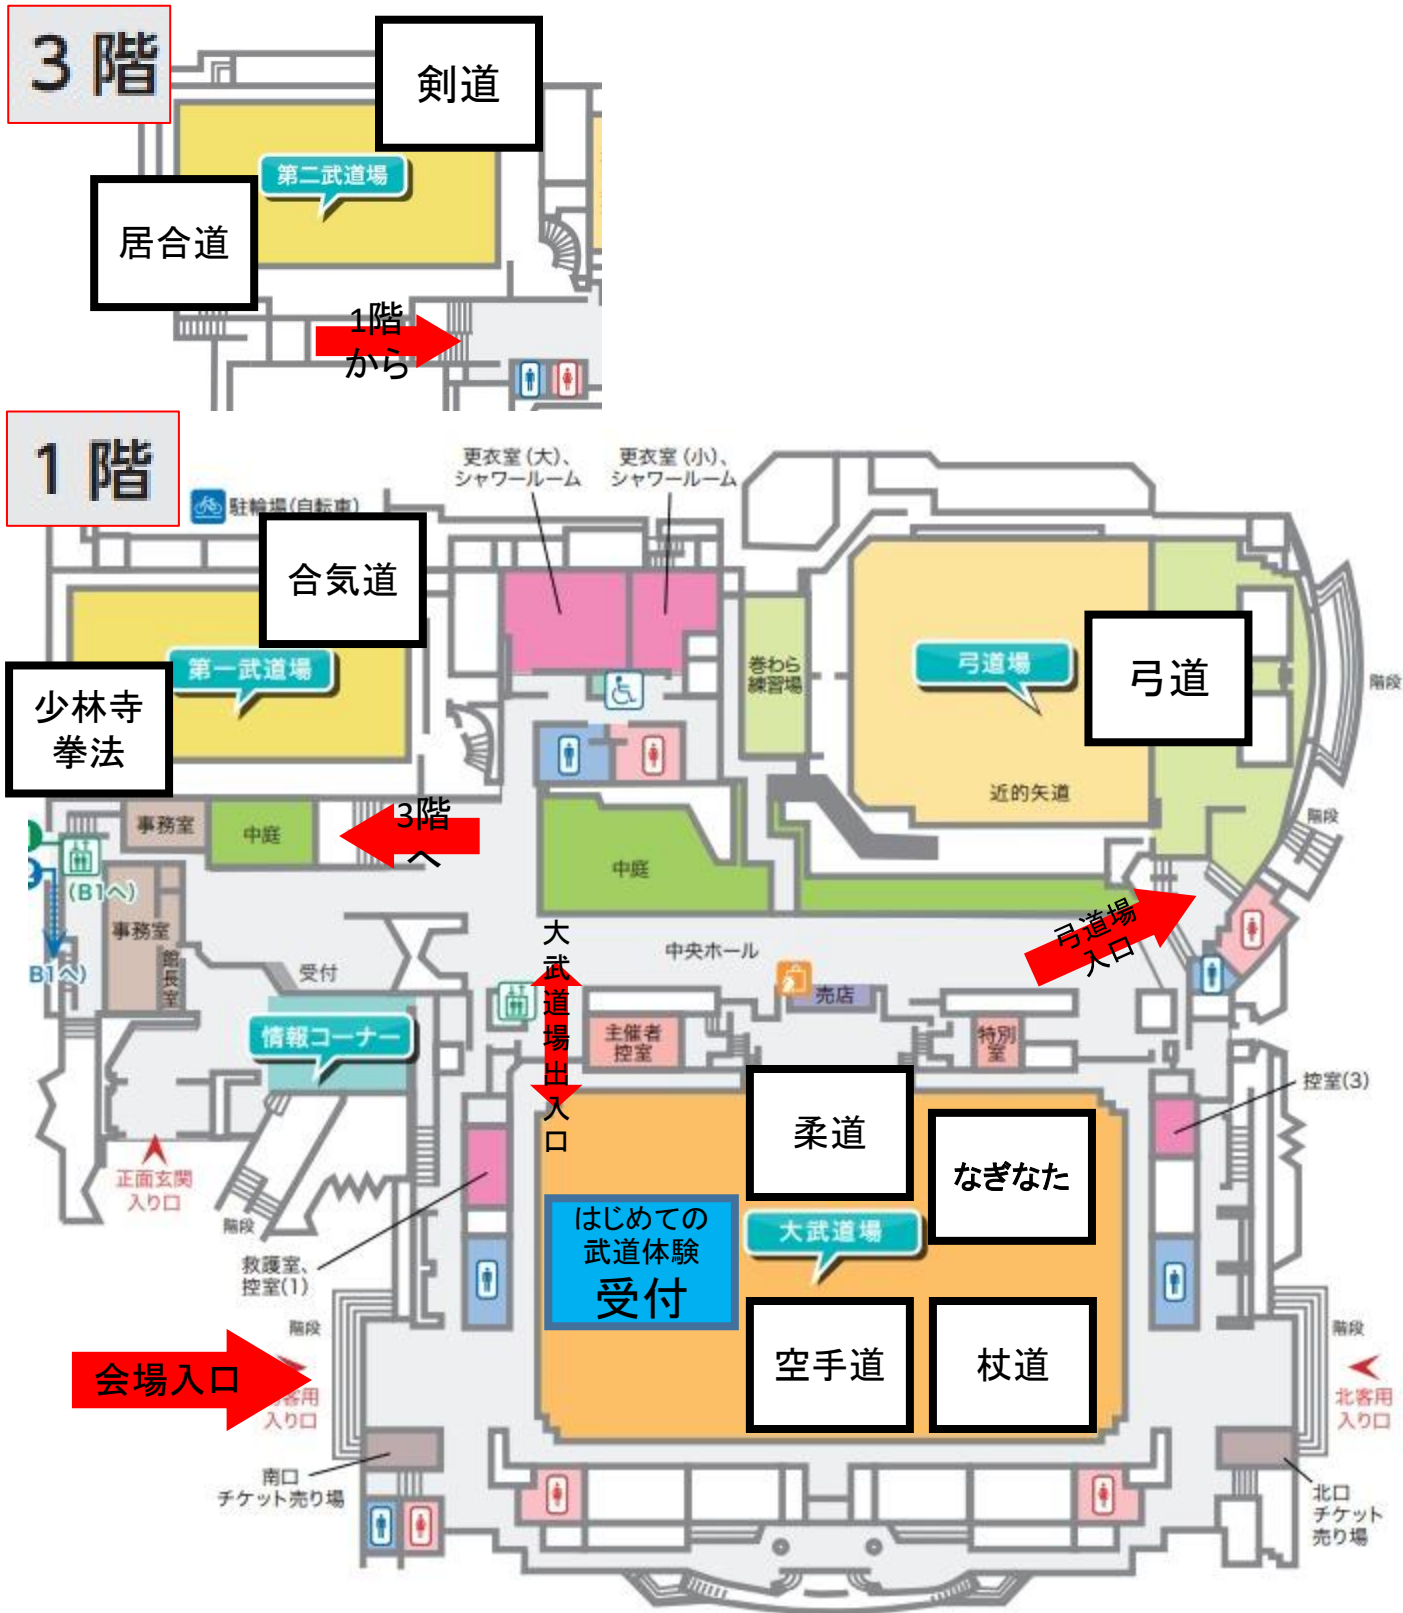 3階
剣道
第二武道場
居合道
1階
から
1階
更衣室(大)、
シャワールーム
更衣室(小)、
シャワールーム
駐輪場(自転車)
合気道
第一武道場
少林寺
拳法
巻わら
練習場
弓道場
弓道
階段
近的矢道
階段
事務室
中庭
3階
へ
中庭
(B1へ)
B1へ)
事務室
館長室
受付
大武道場出入口
中央ホール
弓道場
入口
売店
情報コーナー
主催者
控室
特別
室
控室(3)
正面玄関
入り口
階段
柔道
なぎなた
はじめての
武道体験
受付
大武道場
救護室、
控室(1)
階段
空手道
杖道
階段
会場入口
客用
入り口
北客用
入り口
南口
チケット売り場
北口
チケット
売り場